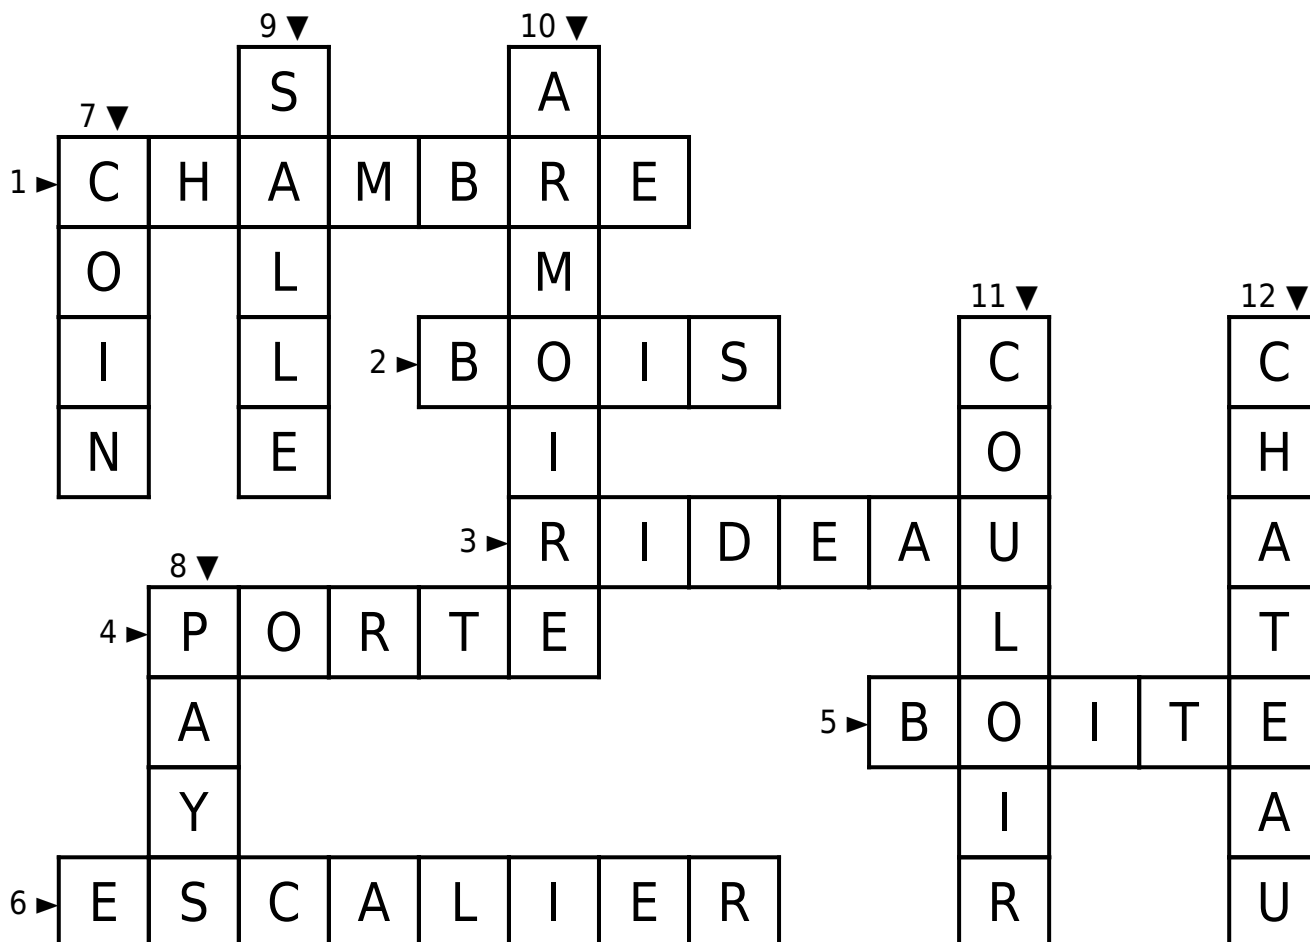 9 ▼ 10 ▼
S A
7 ▼
1 ► C H A M B R E
O L M
11 ▼ 12 ▼
I L 2 ► B O I S C C
N E I O H
3 ► R I D E A U A
8 ▼
4 ► P O R T E L T
A 5 ► B O I T E
Y I A
6 ► E S C A L I E R R U